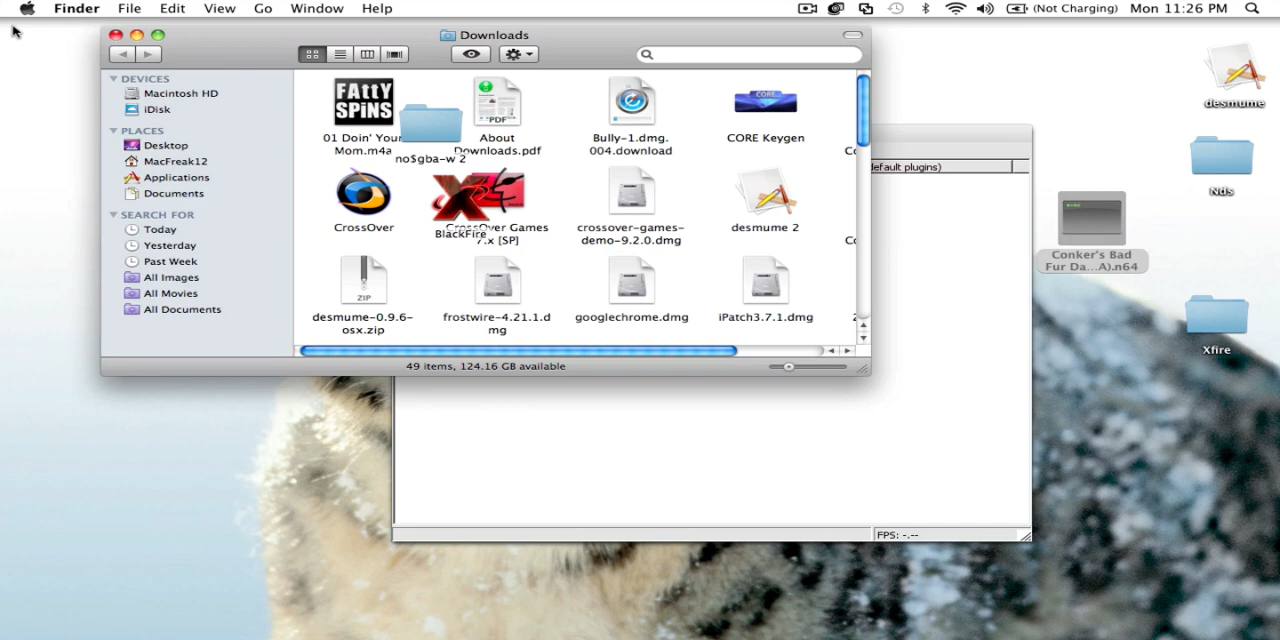 Finder File Edit View Go Window Help (Not Charging) Mon 11:26 PM
Downloads
DEVICES
Macintosh HD
iDisk
PLACES
Desktop
MacFreak12
Applications
Documents
SEARCH FOR
Today
Yesterday
Past Week
All Images
All Movies
All Documents
FAttY
SPiNS
01 Doin' Your
Mom.m4a
no$gba-w 2
PDF
About
Downloads.pdf
Bully-1.dmg.
004.download
CORE
CORE Keygen
CrossOver
BlackFire
CrossOver Games
7.x [SP]
crossover-games-
demo-9.2.0.dmg
desmume 2
ZIP
desmume-0.9.6-
osx.zip
frostwire-4.21.1.d
mg
googlechrome.dmg
iPatch3.7.1.dmg
49 items, 124.16 GB available
default plugins)
FPS: -.--
desmume
Nds
Conker's Bad
Fur Da...A).n64
Xfire